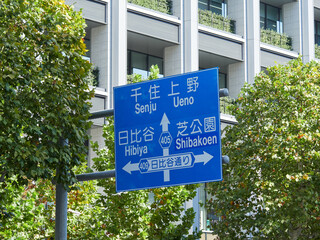 千住 上野
Senju Ueno
日比谷 芝公園
Hibiya Shibakoen
405
409 日比谷通り